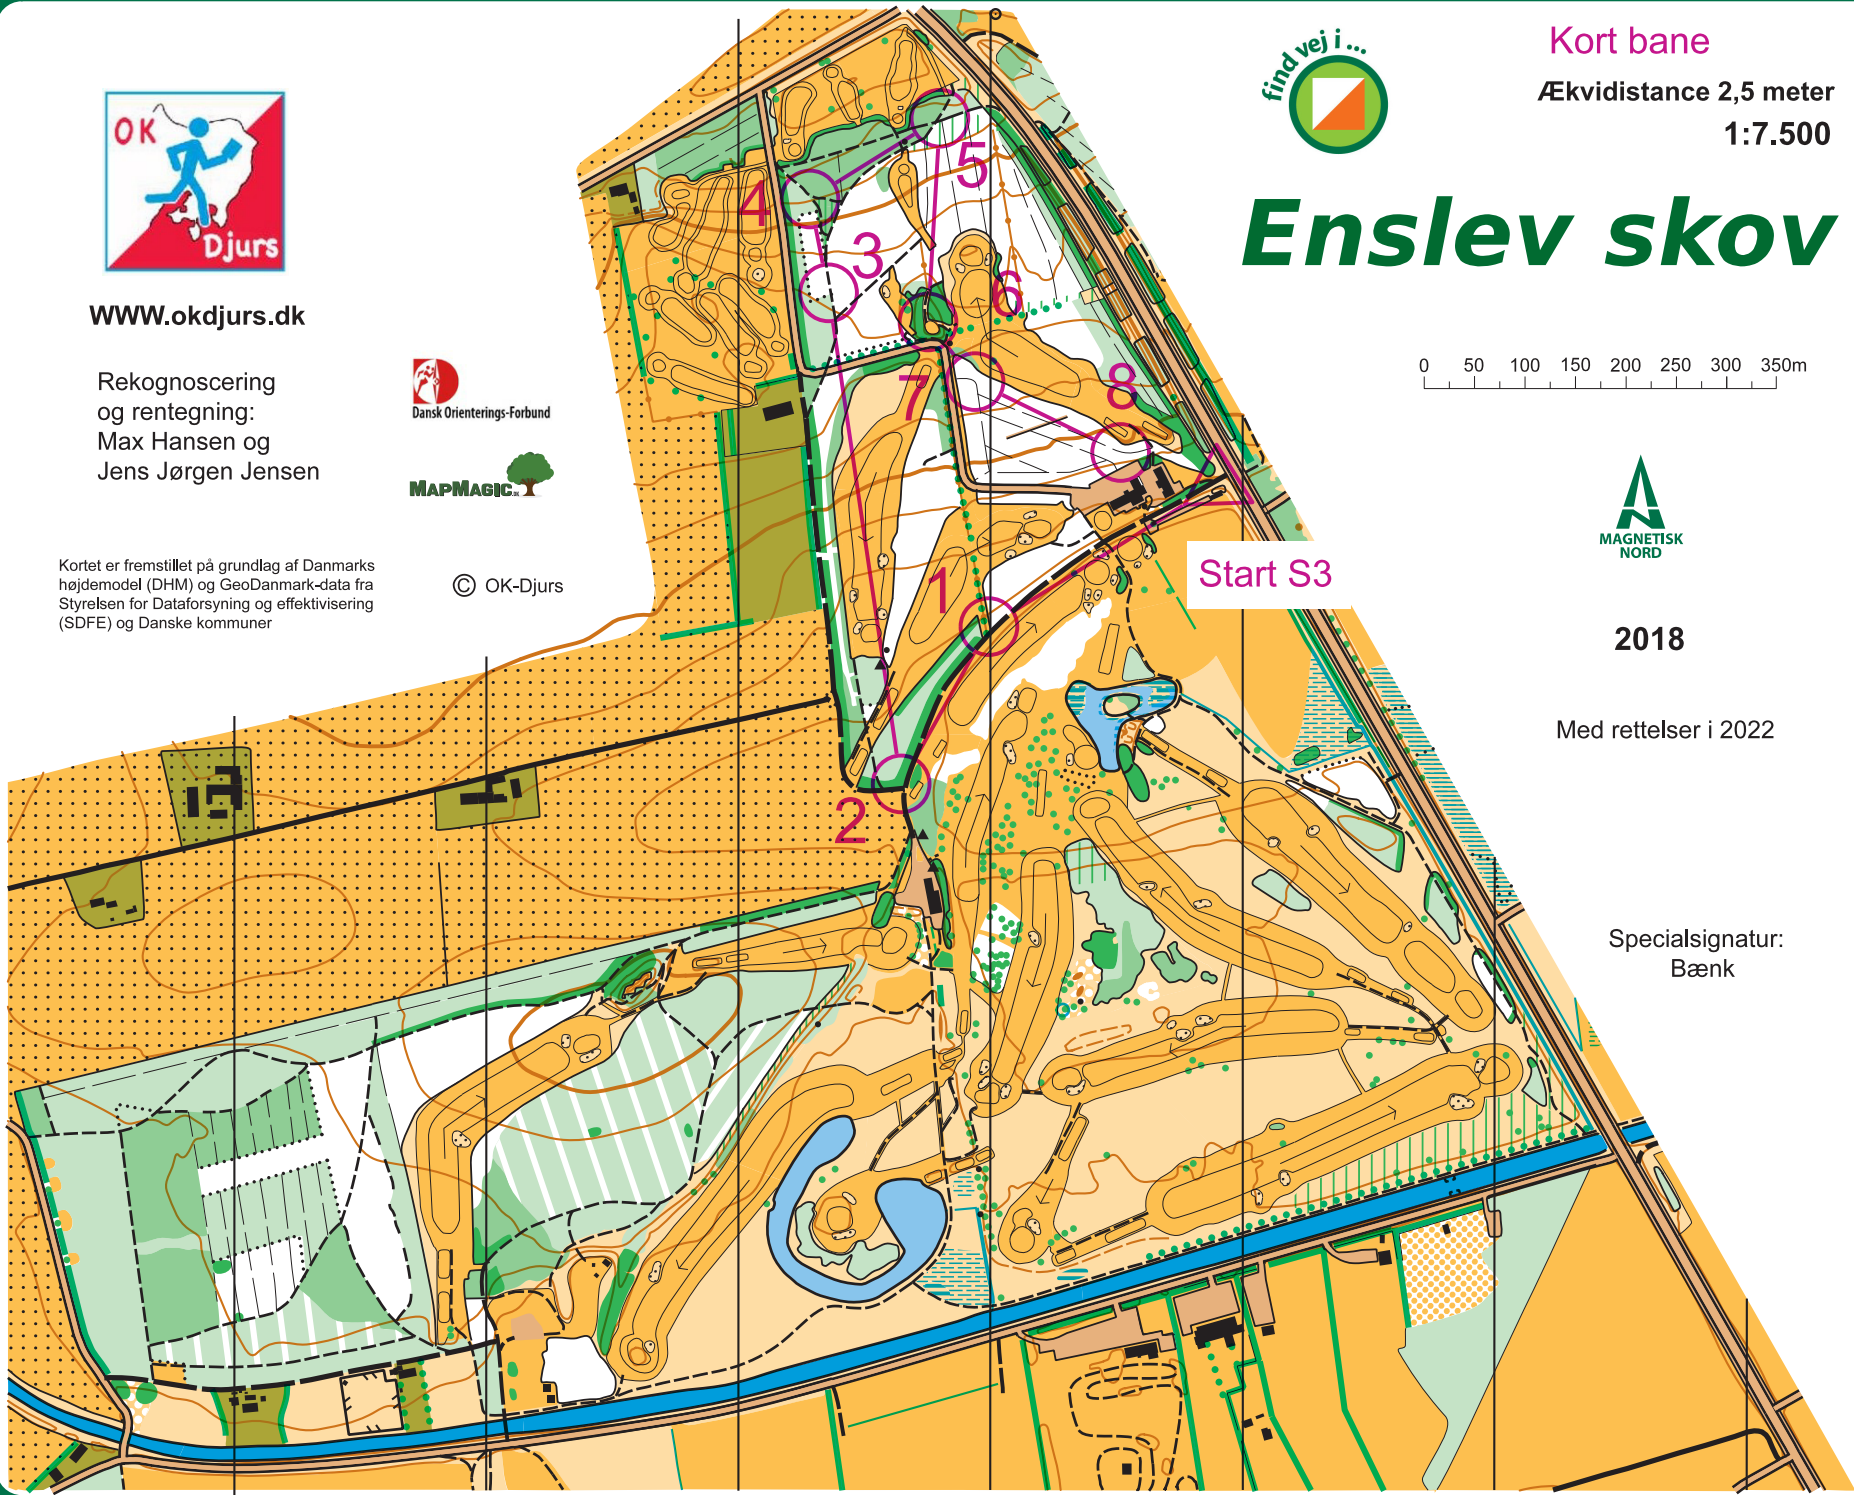 OK
Djurs
WWW.okdjurs.dk
Rekognoscering
og rentegning:
Max Hansen og
Jens Jørgen Jensen
Dansk Orienterings-Forbund
MAPMAGIC.DK
Kortet er fremstillet på grundlag af Danmarks
højdemodel (DHM) og GeoDanmark-data fra
Styrelsen for Dataforsyning og effektivisering
(SDFE) og Danske kommuner
© OK-Djurs
find vej i ...
Kort bane
Ækvidistance 2,5 meter
1:7.500
Enslev skov
0 50 100 150 200 250 300 350m
MAGNETISK
NORD
2018
Med rettelser i 2022
Specialsignatur:
Bænk
5
4
3
6
7
8
Start S3
1
2